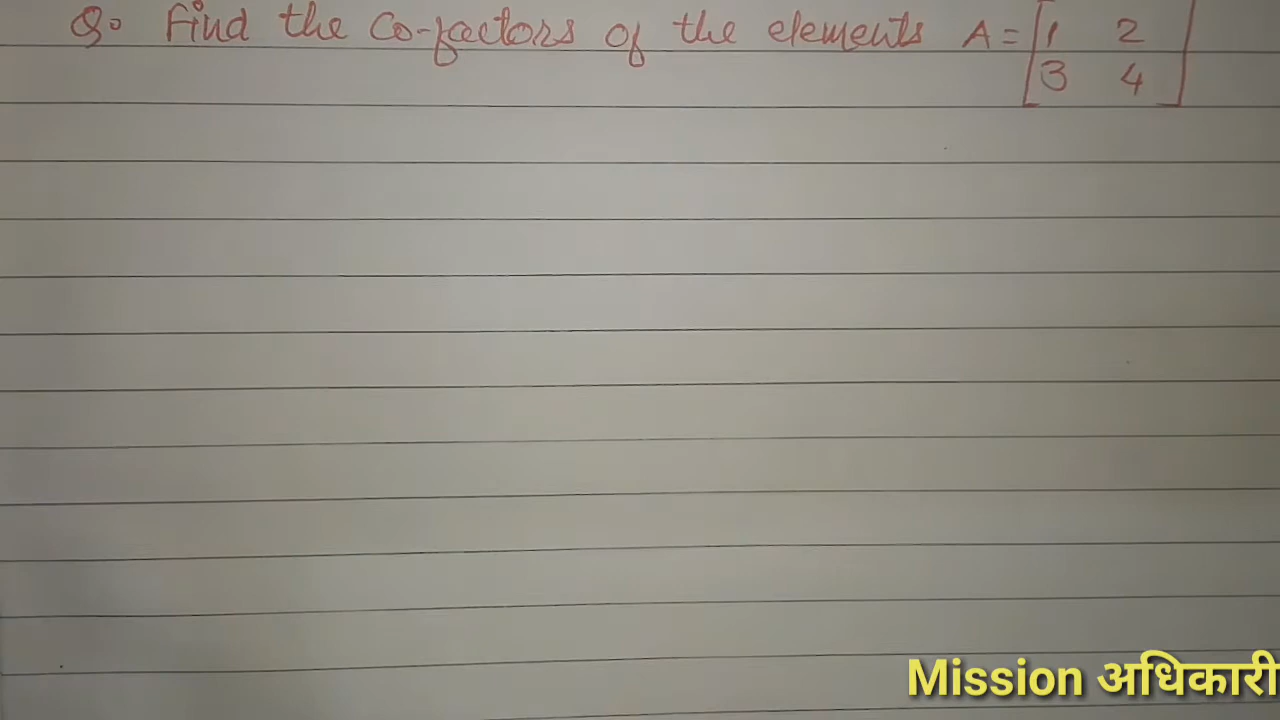 Q. Find the Co-factors of the elements A = [1 2
3 4]
Mission अधिकारी